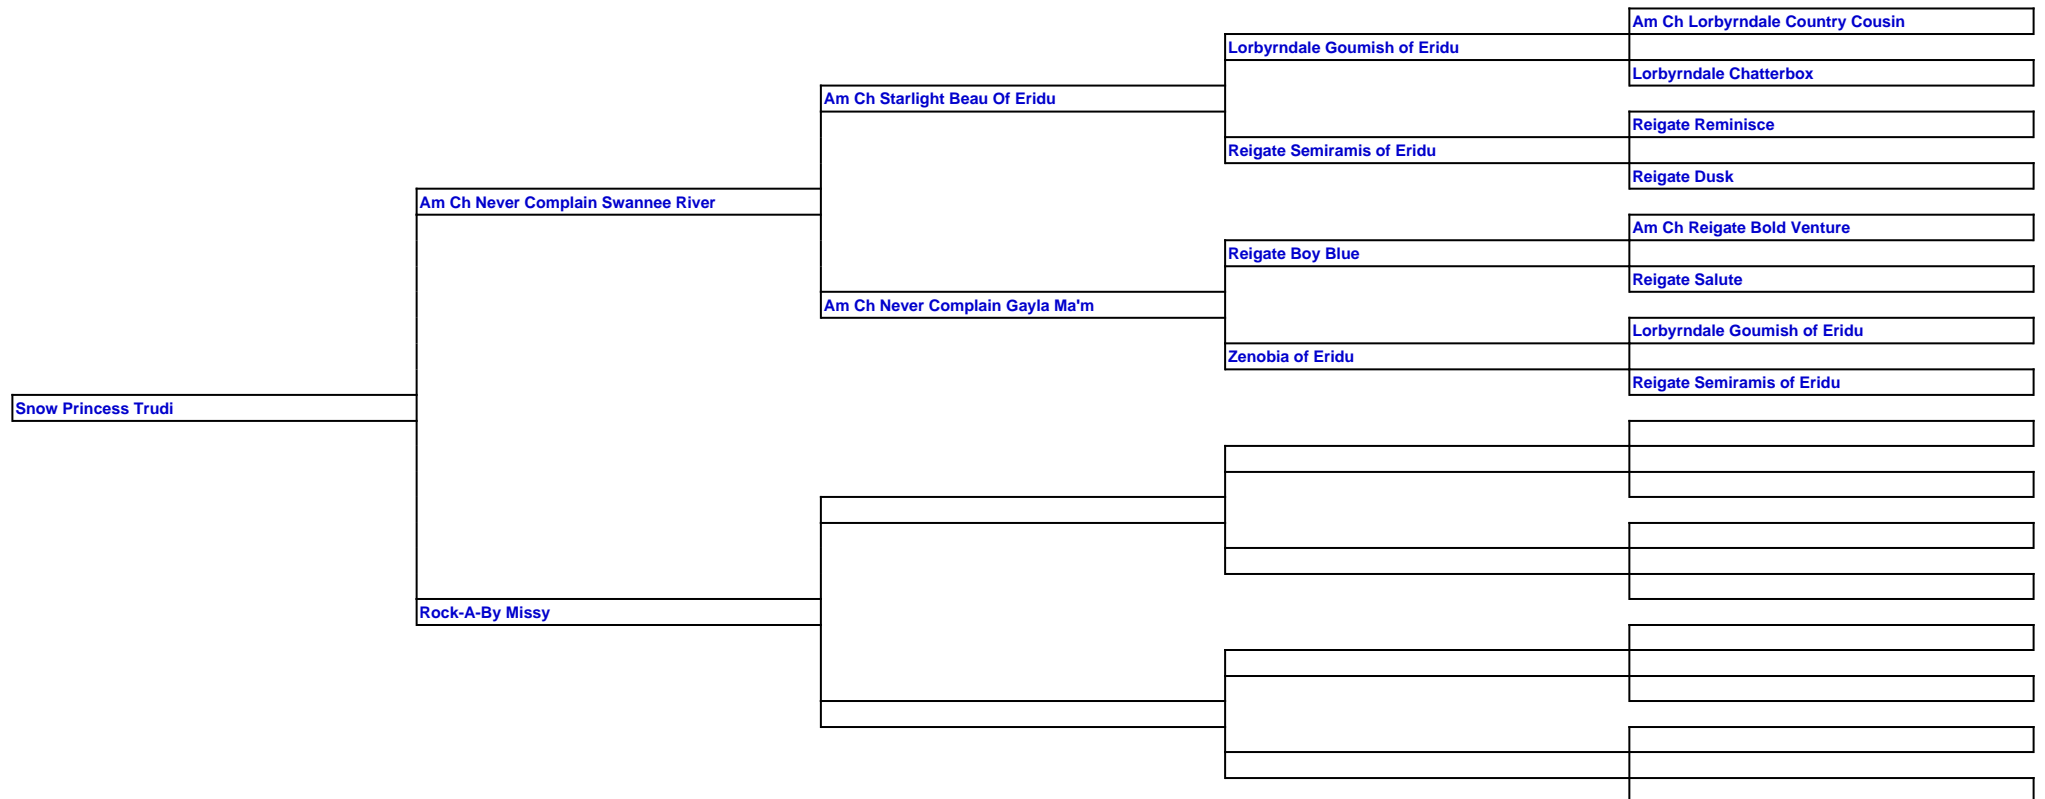 Am Ch Lorbyrndale Country Cousin
Lorbyrndale Goumish of Eridu
Lorbyrndale Chatterbox
Am Ch Starlight Beau Of Eridu
Reigate Reminisce
Reigate Semiramis of Eridu
Reigate Dusk
Am Ch Never Complain Swannee River
Am Ch Reigate Bold Venture
Reigate Boy Blue
Reigate Salute
Am Ch Never Complain Gayla Ma'm
Lorbyrndale Goumish of Eridu
Zenobia of Eridu
Reigate Semiramis of Eridu
Snow Princess Trudi
Rock-A-By Missy